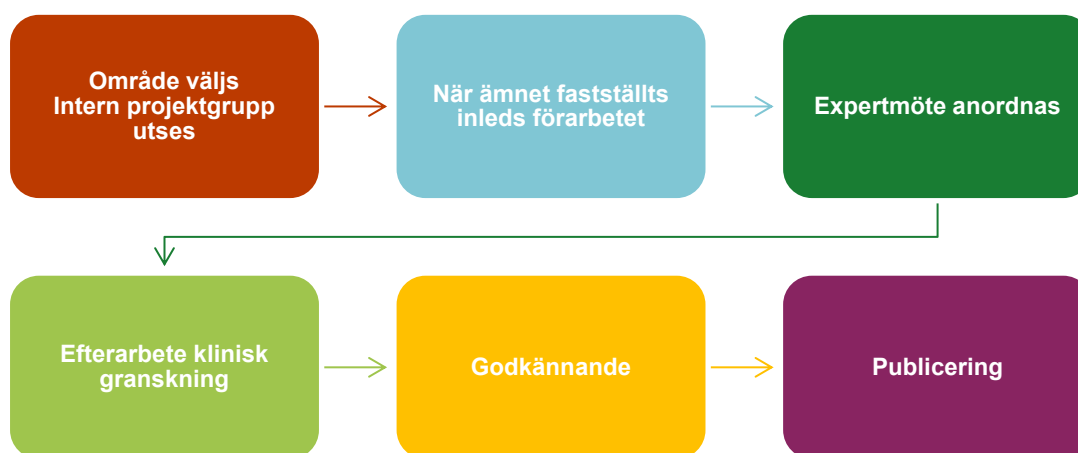 Område väljs
Intern projektgrupp
utses
När ämnet fastställts
inleds förarbetet
Expertmöte anordnas
Efterarbete klinisk
granskning
Godkännande
Publicering